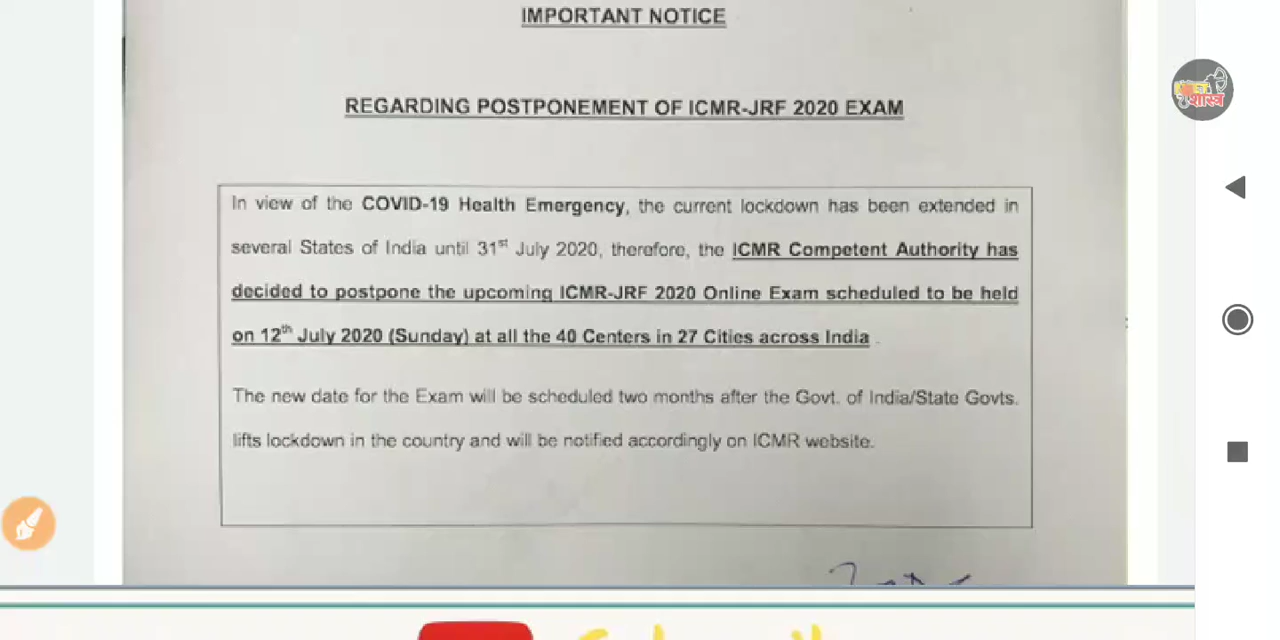 IMPORTANT NOTICE
REGARDING POSTPONEMENT OF ICMR-JRF 2020 EXAM
In view of the COVID-19 Health Emergency, the current lockdown has been extended in
several States of India until 31st July 2020, therefore, the ICMR Competent Authority has
decided to postpone the upcoming ICMR-JRF 2020 Online Exam scheduled to be held
on 12th July 2020 (Sunday) at all the 40 Centers in 27 Cities across India .
The new date for the Exam will be scheduled two months after the Govt. of India/State Govts.
lifts lockdown in the country and will be notified accordingly on ICMR website.
शास्त्र